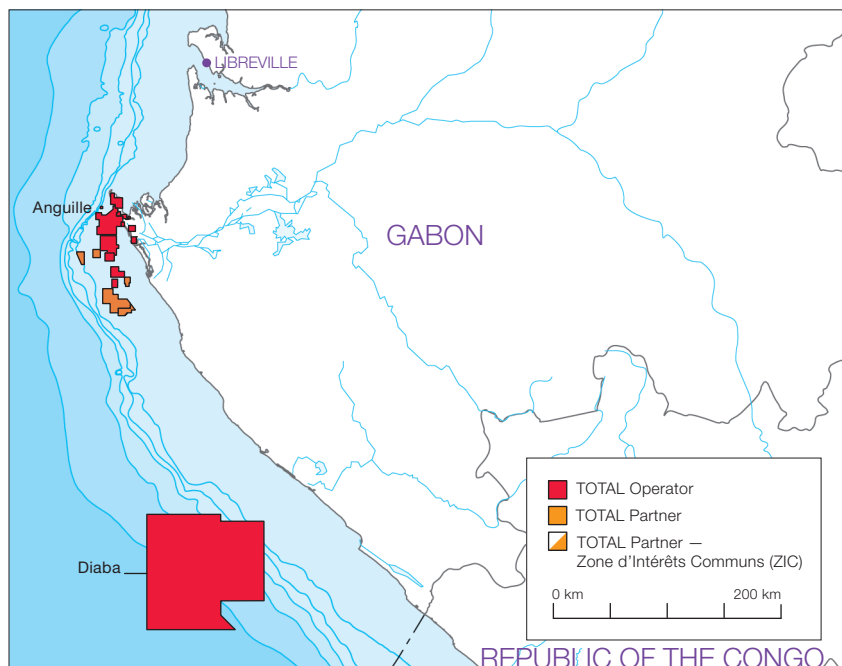 LIBREVILLE
Anguille
GABON
TOTAL Operator
TOTAL Partner
TOTAL Partner —
Zone d'Intérêts Communs (ZIC)
0 km 200 km
Diaba
REPUBLIC OF THE CONGO